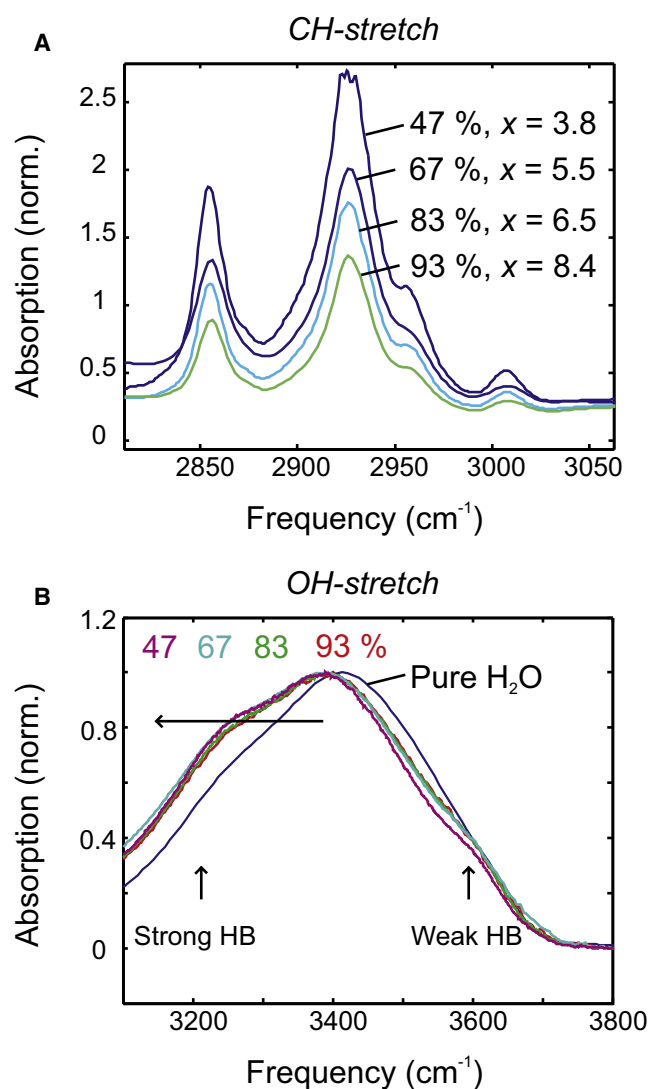 A
CH-stretch
Absorption (norm.)
2.5
2
1.5
1
0.5
0
47 %, x = 3.8
67 %, x = 5.5
83 %, x = 6.5
93 %, x = 8.4
2850 2900 2950 3000 3050
Frequency (cm⁻¹)
B
OH-stretch
Absorption (norm.)
1.2
0.8
0.4
0
47 67 83 93 %
Pure H₂O
Strong HB
Weak HB
3200 3400 3600 3800
Frequency (cm⁻¹)